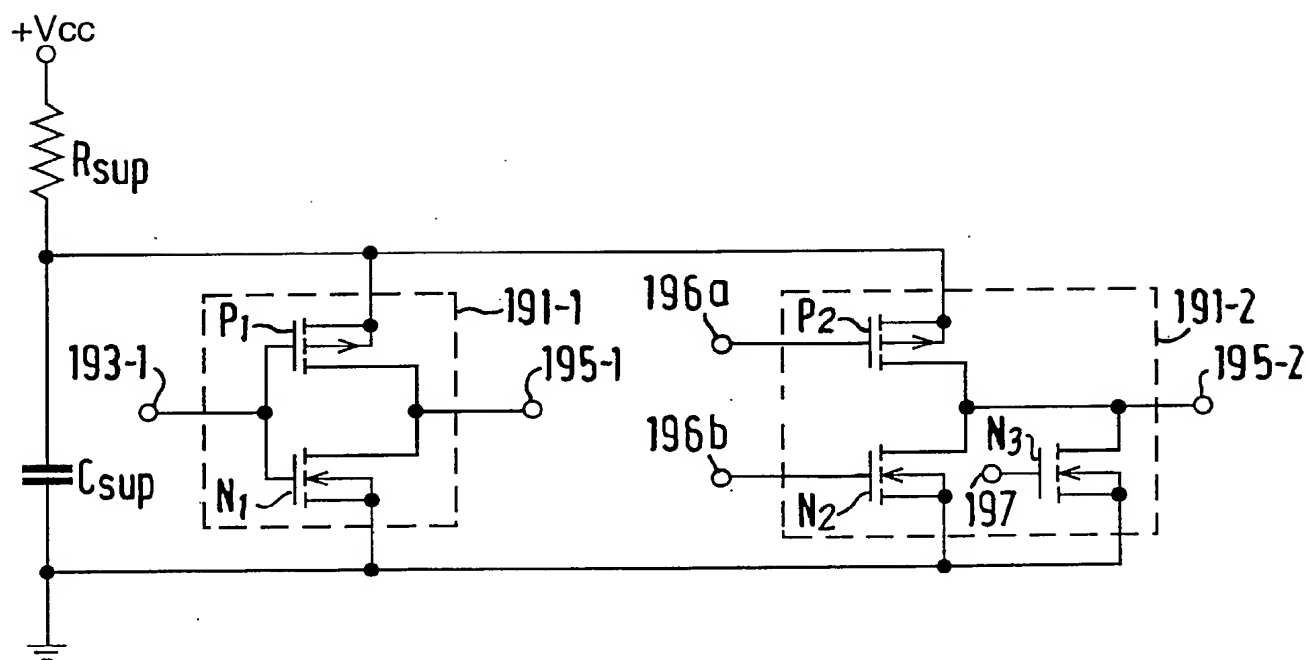 +Vcc
Rsup
Csup
193-1
P1
N1
191-1
195-1
196a
196b
P2
N2
N3
197
191-2
195-2